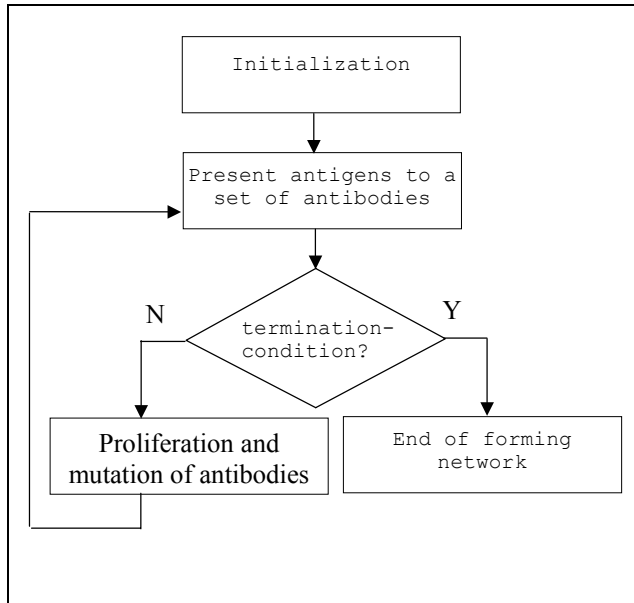 Initialization
Present antigens to a
set of antibodies
N
Y
termination-
condition?
Proliferation and
mutation of antibodies
End of forming
network